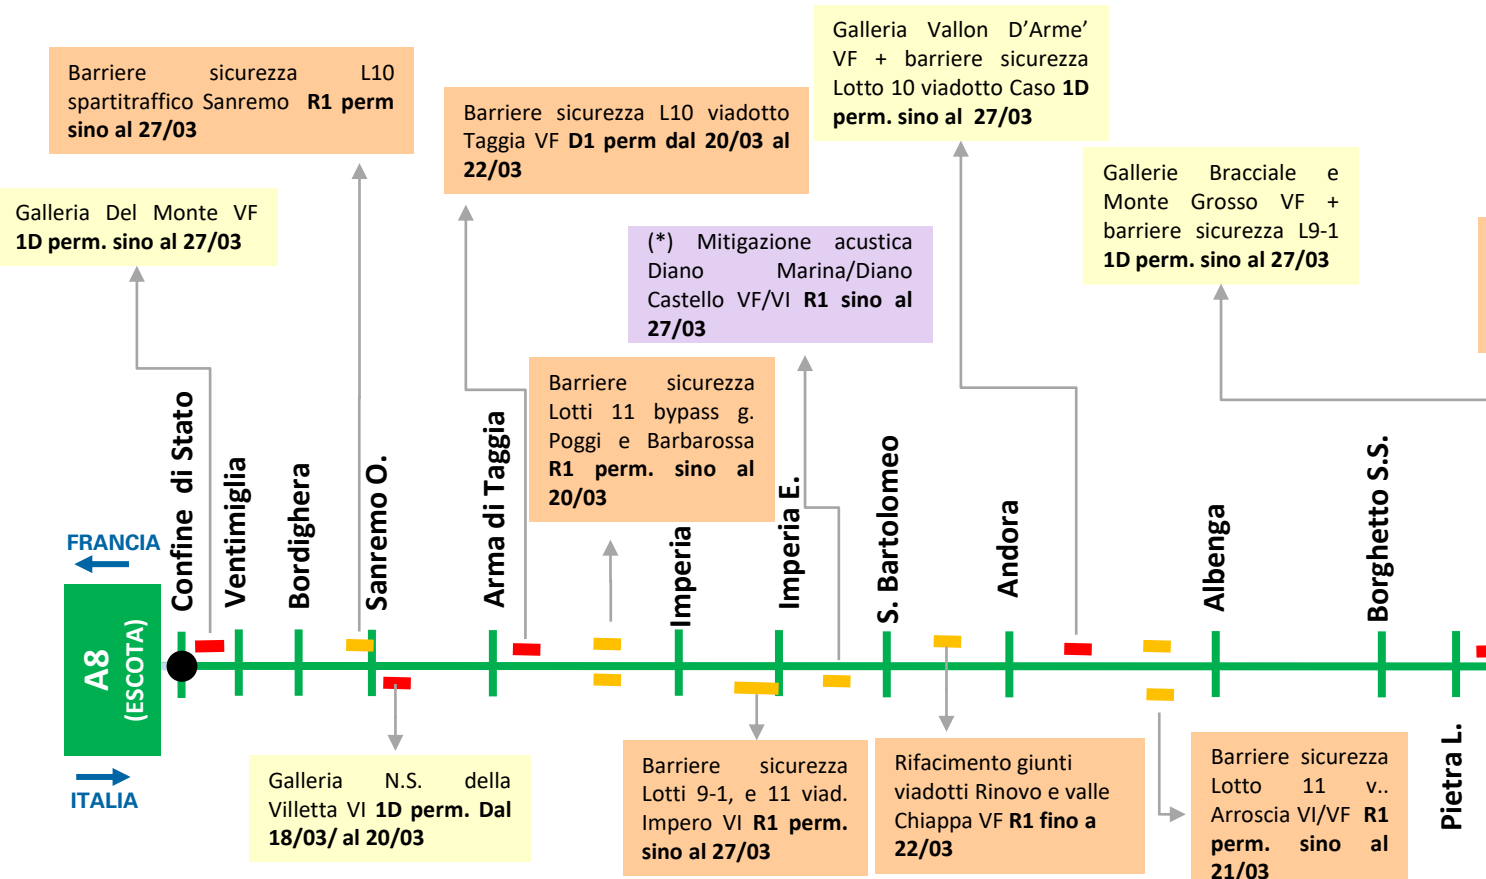 Barriere sicurezza L10
spartitraffico Sanremo R1 perm
sino al 27/03
Barriere sicurezza L10 viadotto
Taggia VF D1 perm dal 20/03 al
22/03
Galleria Vallon D'Arme'
VF + barriere sicurezza
Lotto 10 viadotto Caso 1D
perm. sino al 27/03
Gallerie Bracciale e
Monte Grosso VF +
barriere sicurezza L9-1
1D perm. sino al 27/03
Galleria Del Monte VF
1D perm. sino al 27/03
(*) Mitigazione acustica
Diano Marina/Diano
Castello VF/VI R1 sino al
27/03
Barriere sicurezza
Lotti 11 bypass g.
Poggi e Barbarossa
R1 perm. sino al
20/03
FRANCIA
A8
(ESCOTA)
ITALIA
Confine di Stato
Ventimiglia
Bordighera
Sanremo O.
Arma di Taggia
Imperia
Imperia E.
S. Bartolomeo
Andora
Albenga
Borghetto S.S.
Pietra L.
Galleria N.S. della
Villetta VI 1D perm. Dal
18/03/ al 20/03
Barriere sicurezza
Lotti 9-1, e 11 viad.
Impero VI R1 perm.
sino al 27/03
Rifacimento giunti
viadotti Rinovo e valle
Chiappa VF R1 fino a
22/03
Barriere sicurezza
Lotto 11 v..
Arroscia VI/VF R1
perm. sino al
21/03